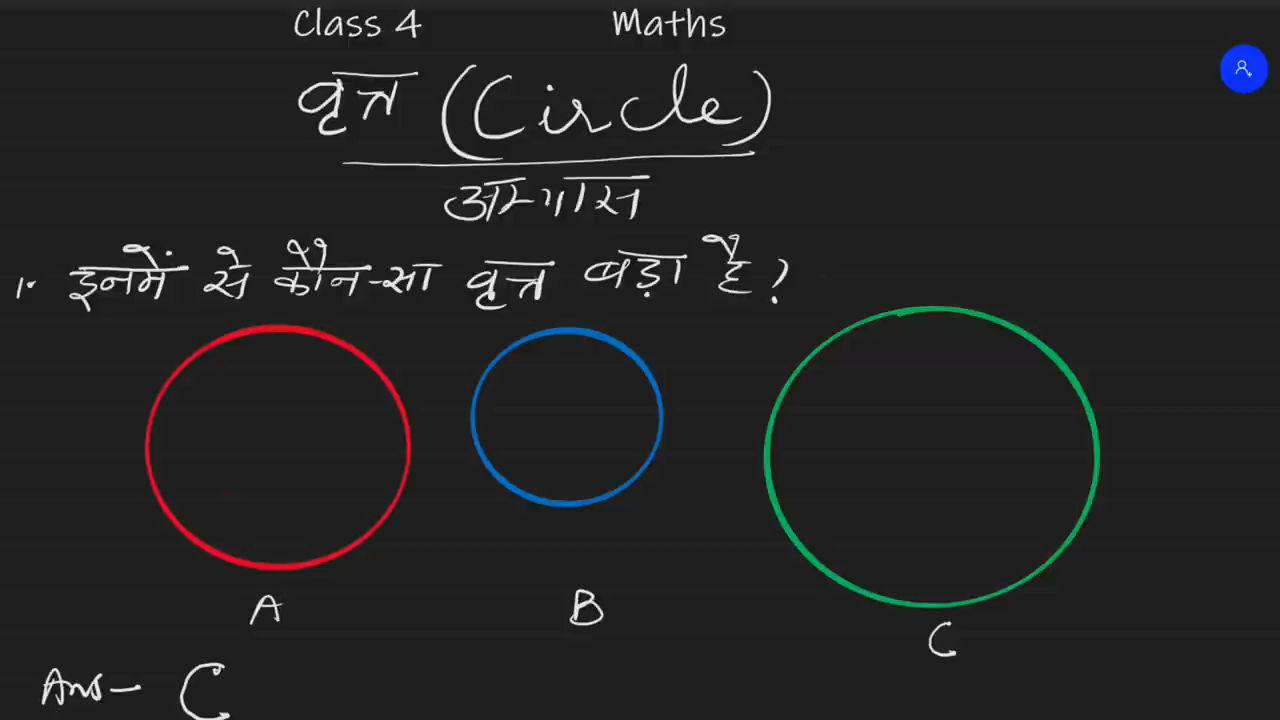 Class 4 Maths
वृत्त (Circle)
अभ्यास
1. इनमें से कौन-सा वृत्त बड़ा है?
A B C
Ans- C